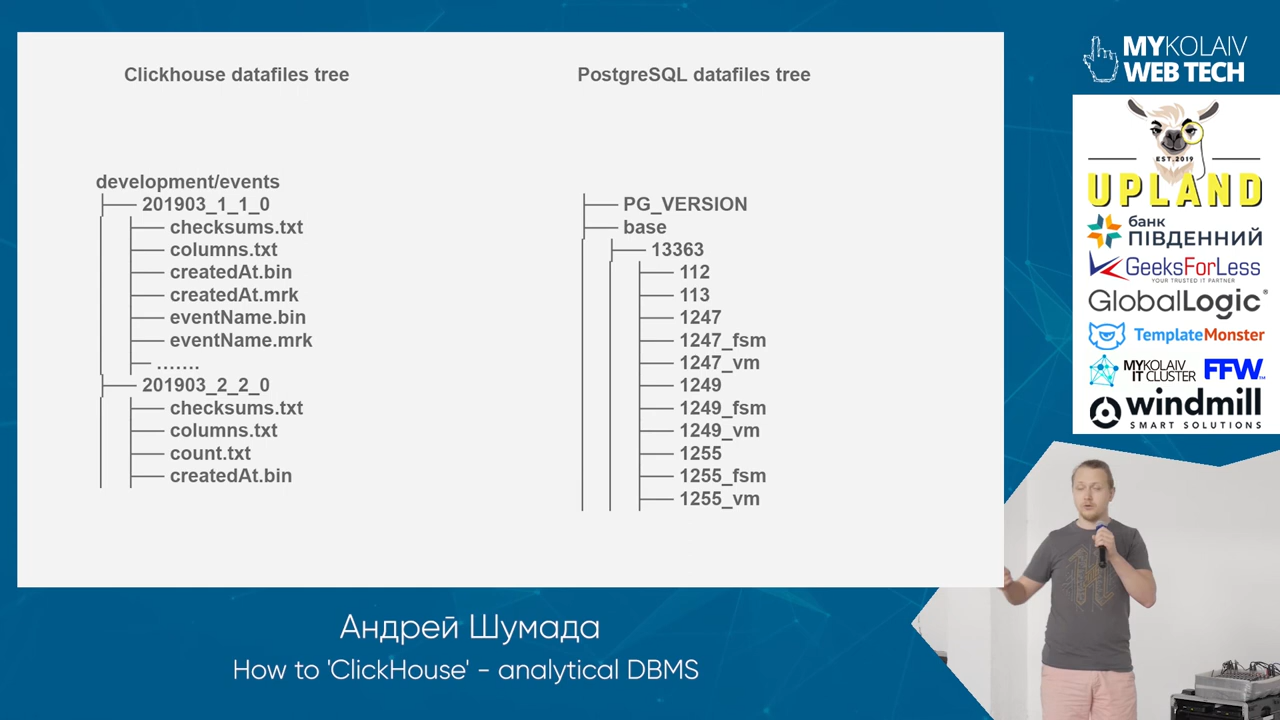 Clickhouse datafiles tree
development/events
201903_1_1_0
checksums.txt
columns.txt
createdAt.bin
createdAt.mrk
eventName.bin
eventName.mrk
.......
201903_2_2_0
checksums.txt
columns.txt
count.txt
createdAt.bin
PostgreSQL datafiles tree
PG_VERSION
base
13363
112
113
1247
1247_fsm
1247_vm
1249
1249_fsm
1249_vm
1255
1255_fsm
1255_vm
MYKOLAIV
WEB TECH
EST.2019
UPLAND
банк
ПІВДЕННИЙ
GeeksForLess
YOUR TRUSTED IT PARTNER
GlobalLogic®
TemplateMonster
MYKOLAIV
IT CLUSTER
FFW
windmill
SMART SOLUTIONS
Андрей Шумада
How to 'ClickHouse' - analytical DBMS